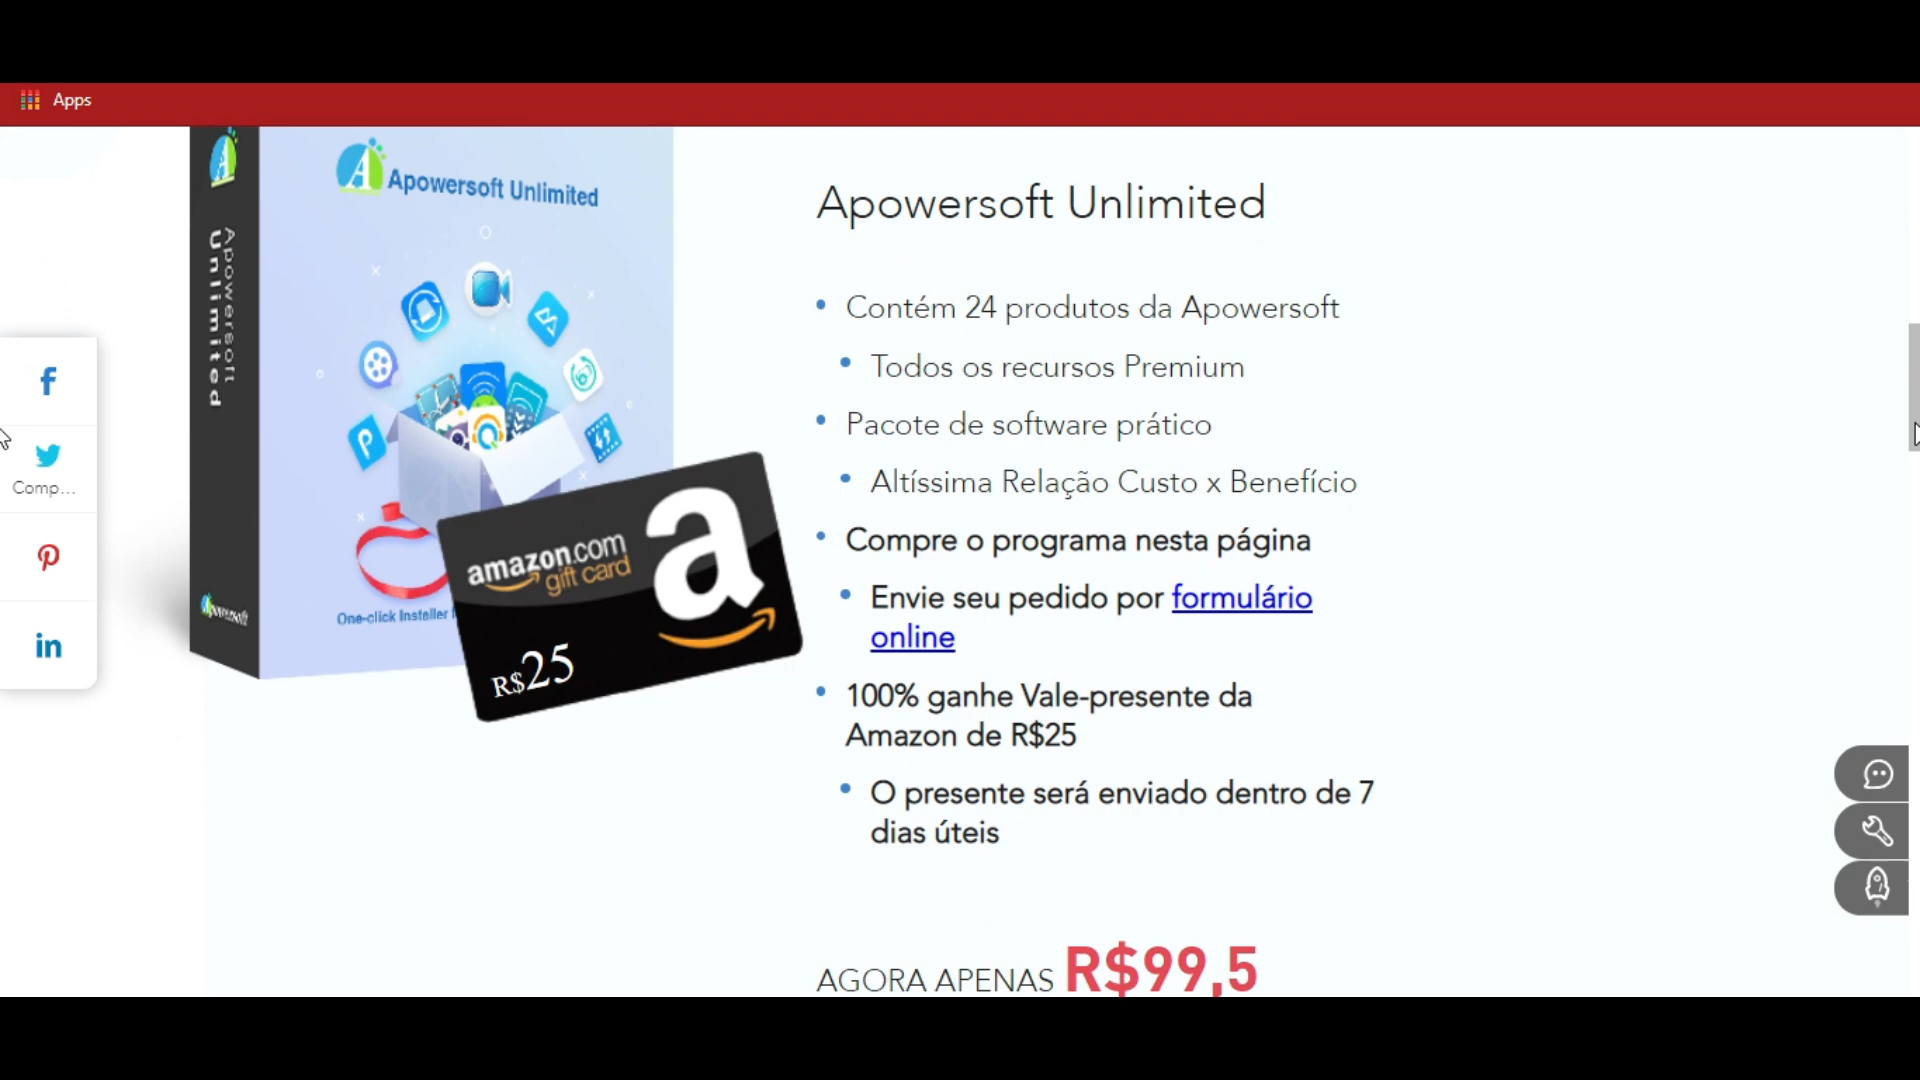 Apps
Apowersoft Unlimited
Apowersoft
Unlimited
Apowersoft
One-click Installer
amazon.com
gift card
R$25
Comp...
Apowersoft Unlimited
Contém 24 produtos da Apowersoft
Todos os recursos Premium
Pacote de software prático
Altíssima Relação Custo x Benefício
Compre o programa nesta página
Envie seu pedido por formulário
online
100% ganhe Vale-presente da
Amazon de R$25
O presente será enviado dentro de 7
dias úteis
AGORA APENAS R$99,5